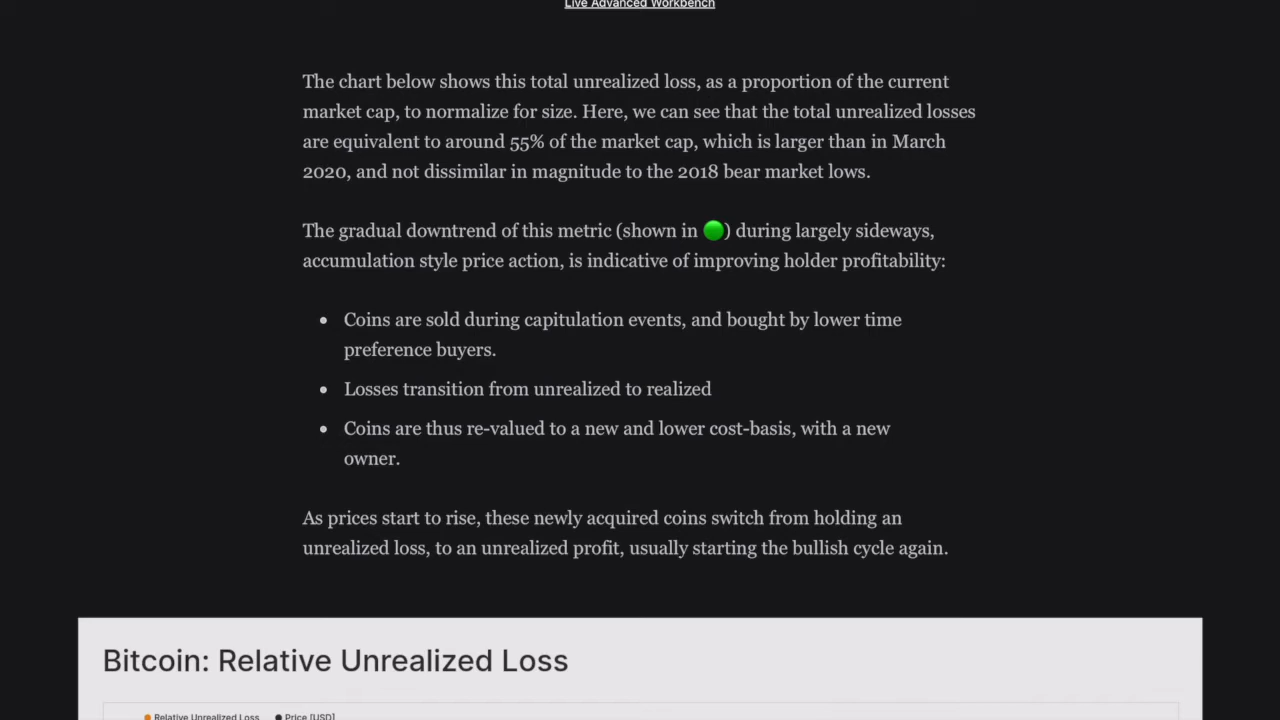 Live Advanced Workbench
The chart below shows this total unrealized loss, as a proportion of the current
market cap, to normalize for size. Here, we can see that the total unrealized losses
are equivalent to around 55% of the market cap, which is larger than in March
2020, and not dissimilar in magnitude to the 2018 bear market lows.
The gradual downtrend of this metric (shown in 🟢) during largely sideways,
accumulation style price action, is indicative of improving holder profitability:
• Coins are sold during capitulation events, and bought by lower time
preference buyers.
• Losses transition from unrealized to realized
• Coins are thus re-valued to a new and lower cost-basis, with a new
owner.
As prices start to rise, these newly acquired coins switch from holding an
unrealized loss, to an unrealized profit, usually starting the bullish cycle again.
Bitcoin: Relative Unrealized Loss
Relative Unrealized Loss Price [USD]